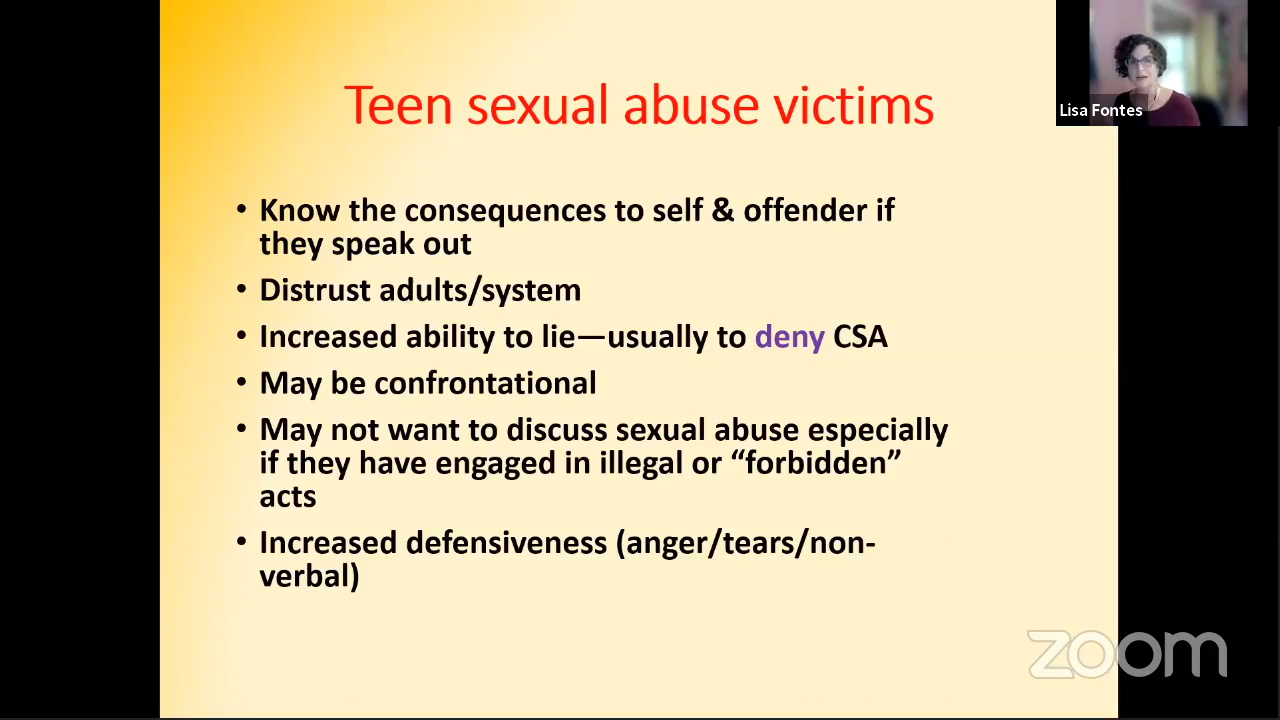 Teen sexual abuse victims
Lisa Fontes
• Know the consequences to self & offender if
they speak out
• Distrust adults/system
• Increased ability to lie—usually to deny CSA
• May be confrontational
• May not want to discuss sexual abuse especially
if they have engaged in illegal or “forbidden”
acts
• Increased defensiveness (anger/tears/non-
verbal)
zoom